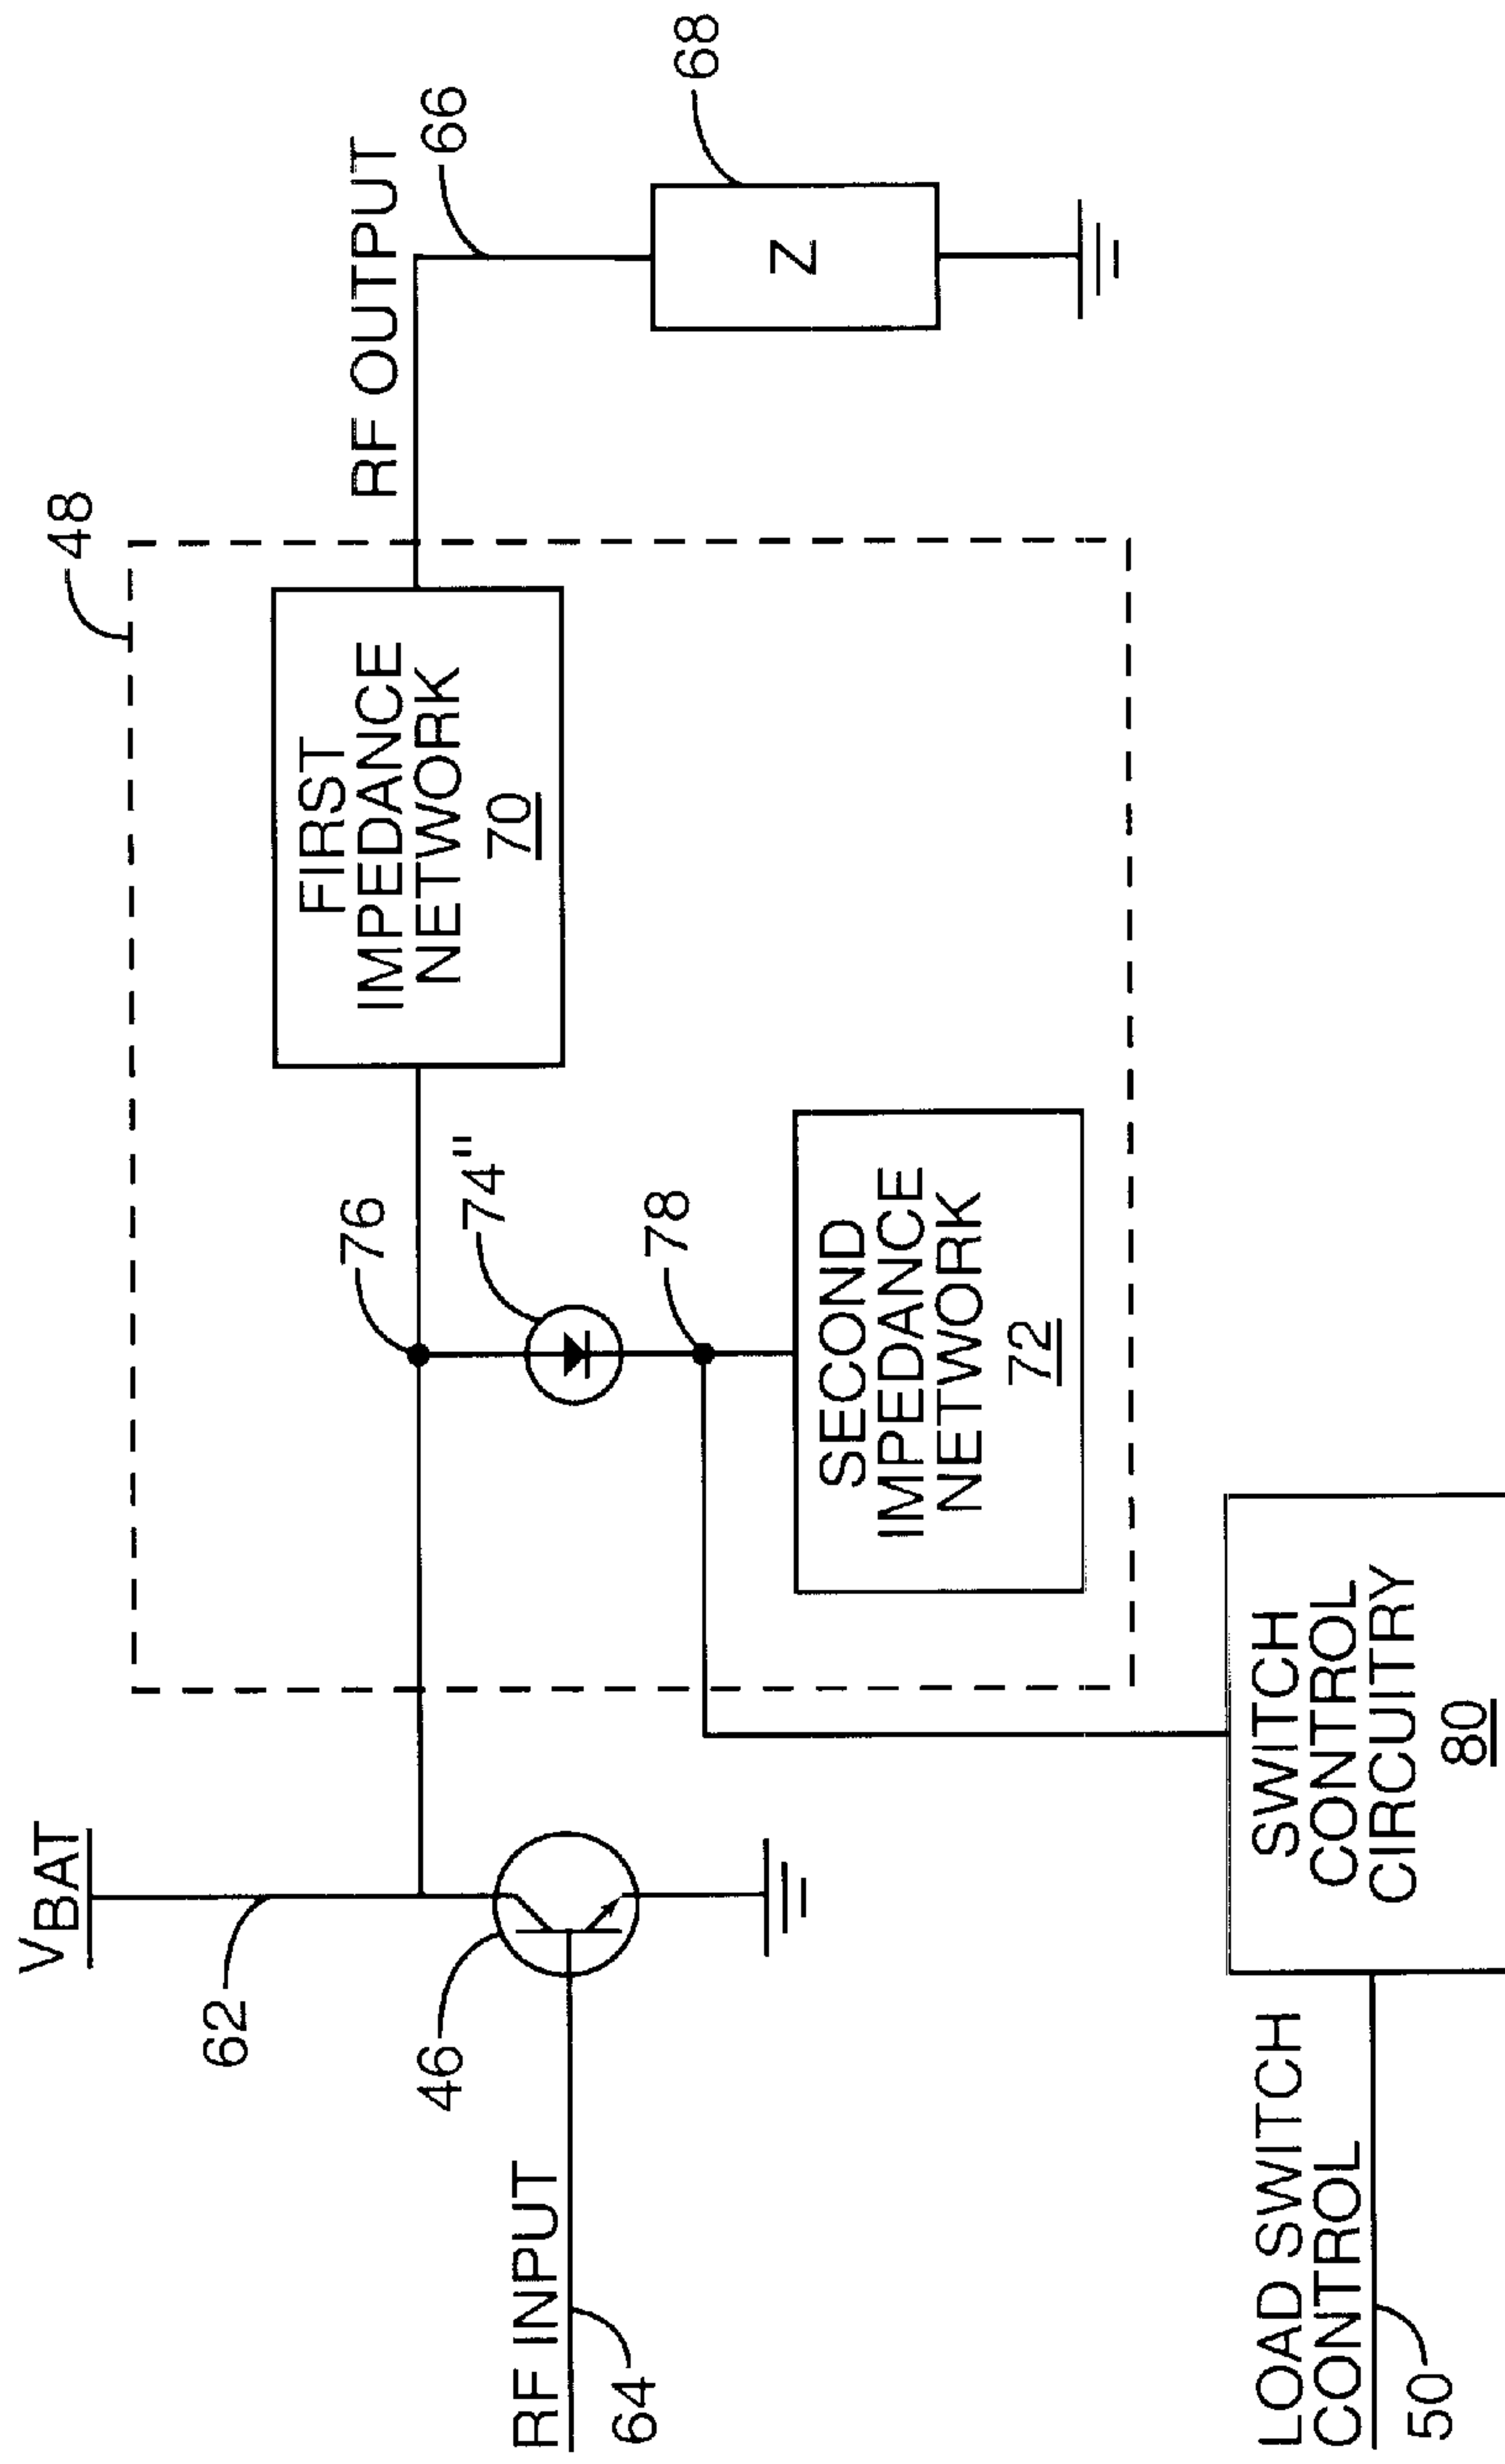 48
VBAT
62
RF OUTPUT
66
68
Z
FIRST
IMPEDANCE
NETWORK
70
76
74"
78
46
RF INPUT
64
SECOND
IMPEDANCE
NETWORK
72
LOAD SWITCH
CONTROL
50
SWITCH
CONTROL
CIRCUITRY
80